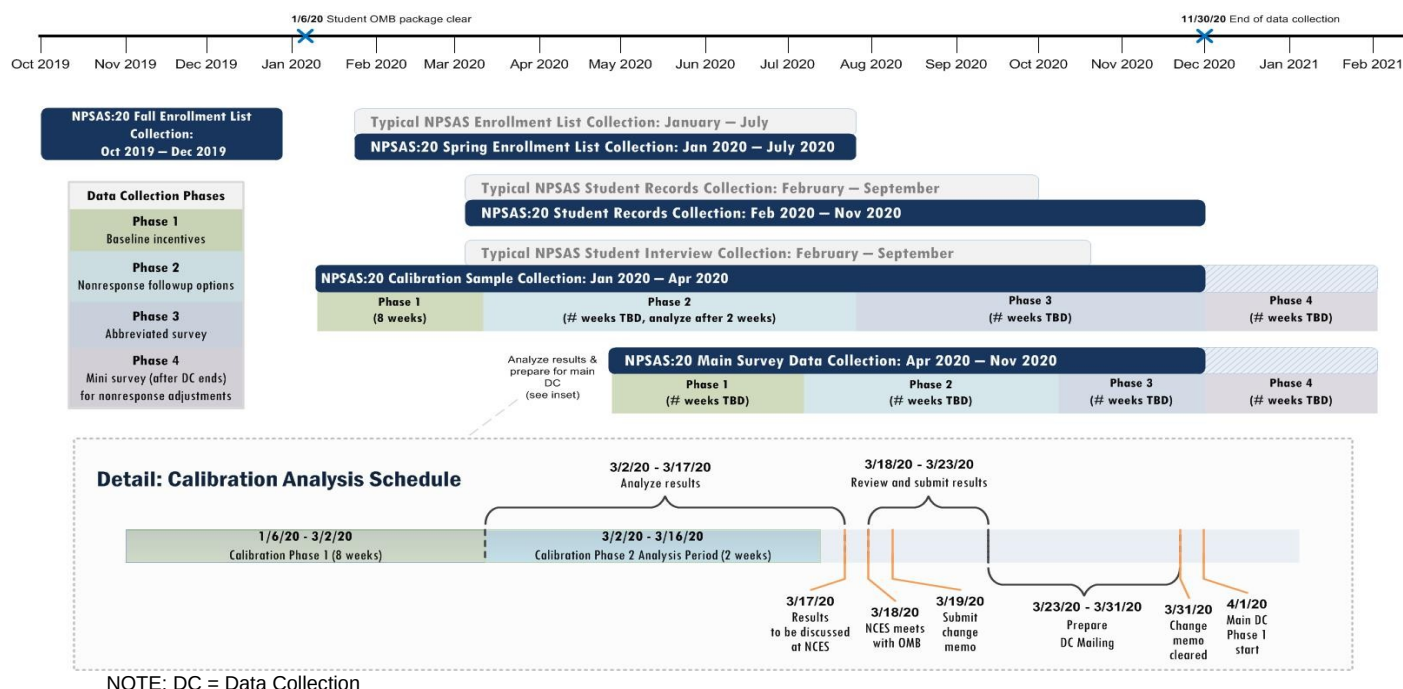 1/6/20 Student OMB package clear
11/30/20 End of data collection
Oct 2019 Nov 2019 Dec 2019 Jan 2020 Feb 2020 Mar 2020 Apr 2020 May 2020 Jun 2020 Jul 2020 Aug 2020 Sep 2020 Oct 2020 Nov 2020 Dec 2020 Jan 2021 Feb 2021
NPSAS:20 Fall Enrollment List
Collection:
Oct 2019 – Dec 2019
Typical NPSAS Enrollment List Collection: January – July
NPSAS:20 Spring Enrollment List Collection: Jan 2020 – July 2020
Typical NPSAS Student Records Collection: February – September
NPSAS:20 Student Records Collection: Feb 2020 – Nov 2020
Typical NPSAS Student Interview Collection: February – September
NPSAS:20 Calibration Sample Collection: Jan 2020 – Apr 2020
Phase 1
(8 weeks)
Phase 2
(# weeks TBD, analyze after 2 weeks)
Phase 3
(# weeks TBD)
Phase 4
(# weeks TBD)
Data Collection Phases
Phase 1
Baseline incentives
Phase 2
Nonresponse followup options
Phase 3
Abbreviated survey
Phase 4
Mini survey (after DC ends)
for nonresponse adjustments
Analyze results &
prepare for main
DC
(see inset)
NPSAS:20 Main Survey Data Collection: Apr 2020 – Nov 2020
Phase 1
(# weeks TBD)
Phase 2
(# weeks TBD)
Phase 3
(# weeks TBD)
Phase 4
(# weeks TBD)
Detail: Calibration Analysis Schedule
3/2/20 - 3/17/20
Analyze results
3/18/20 - 3/23/20
Review and submit results
1/6/20 - 3/2/20
Calibration Phase 1 (8 weeks)
3/2/20 - 3/16/20
Calibration Phase 2 Analysis Period (2 weeks)
3/17/20
Results
to be discussed
at NCES
3/18/20
NCES meets
with OMB
3/19/20
Submit
change
memo
3/23/20 - 3/31/20
Prepare
DC Mailing
3/31/20
Change
memo
cleared
4/1/20
Main DC
Phase 1
start
NOTE: DC = Data Collection